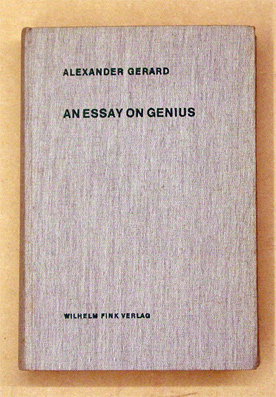 ALEXANDER GERARD
AN ESSAY ON GENIUS
WILHELM FINK VERLAG